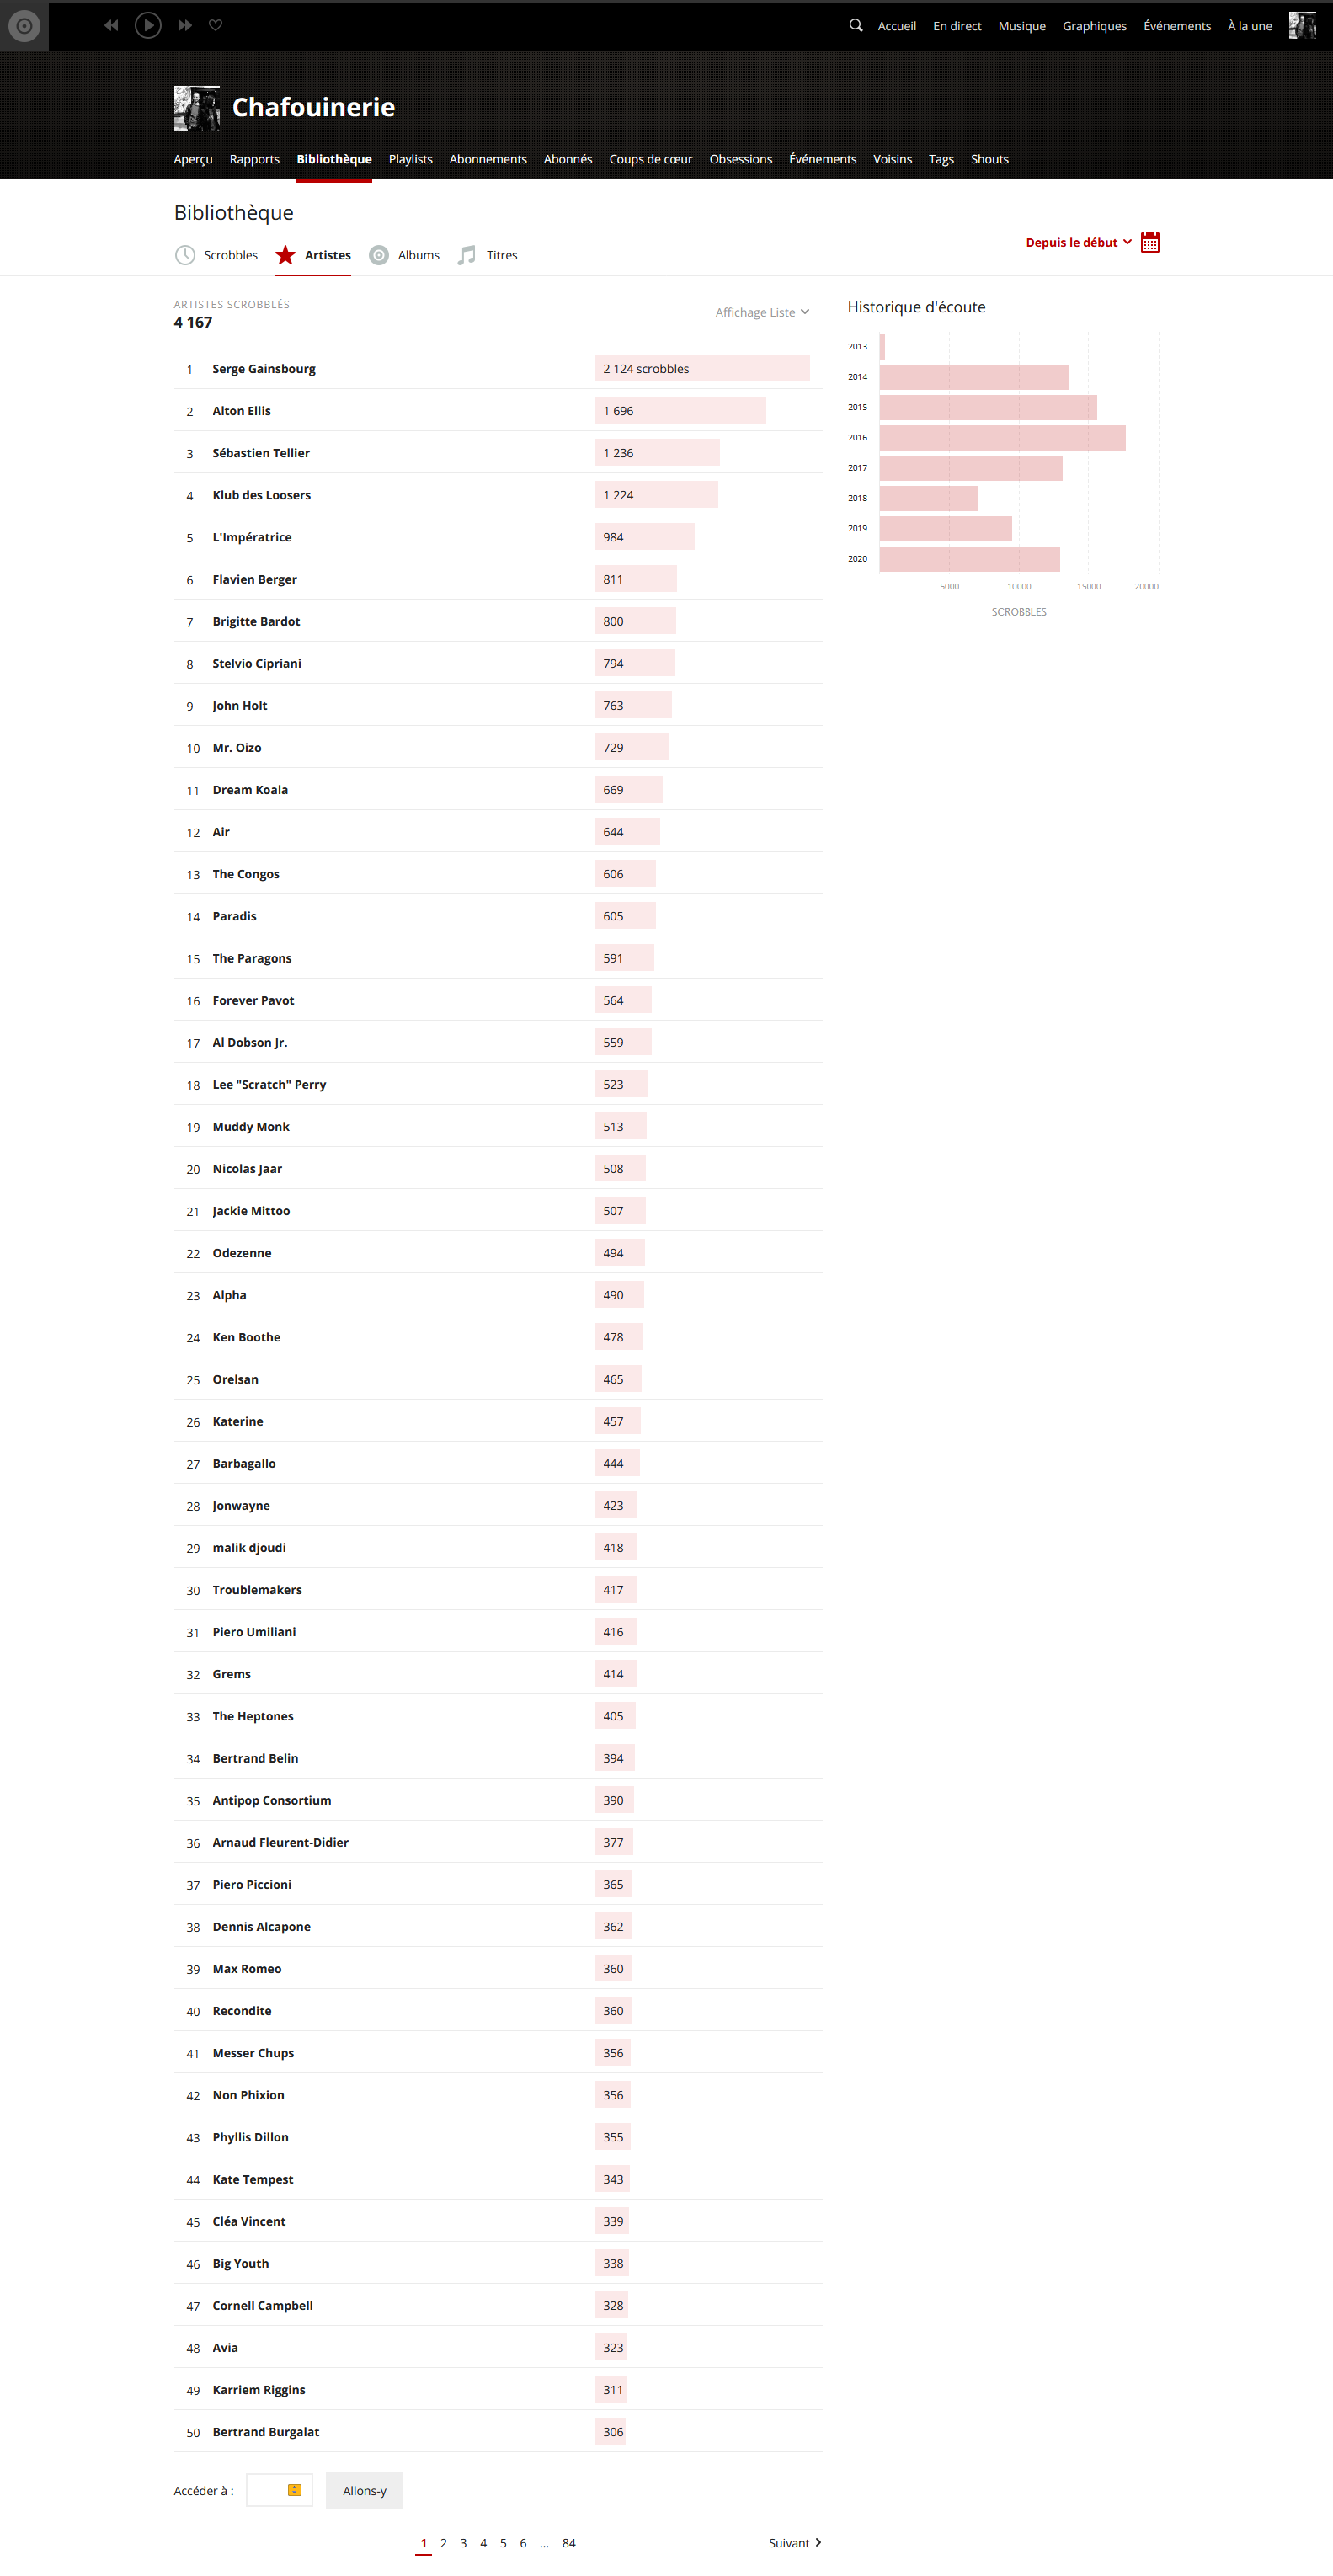 Accueil En direct Musique Graphiques Événements À la une
Chafouinerie
Aperçu Rapports Bibliothèque Playlists Abonnements Abonnés Coups de cœur Obsessions Événements Voisins Tags Shouts
Bibliothèque
Scrobbles Artistes Albums Titres
Depuis le début
ARTISTES SCROBBLÉS
4 167
Affichage Liste
1 Serge Gainsbourg 2 124 scrobbles
2 Alton Ellis 1 696
3 Sébastien Tellier 1 236
4 Klub des Loosers 1 224
5 L'Impératrice 984
6 Flavien Berger 811
7 Brigitte Bardot 800
8 Stelvio Cipriani 794
9 John Holt 763
10 Mr. Oizo 729
11 Dream Koala 669
12 Air 644
13 The Congos 606
14 Paradis 605
15 The Paragons 591
16 Forever Pavot 564
17 Al Dobson Jr. 559
18 Lee "Scratch" Perry 523
19 Muddy Monk 513
20 Nicolas Jaar 508
21 Jackie Mittoo 507
22 Odezenne 494
23 Alpha 490
24 Ken Boothe 478
25 Orelsan 465
26 Katerine 457
27 Barbagallo 444
28 Jonwayne 423
29 malik djoudi 418
30 Troublemakers 417
31 Piero Umiliani 416
32 Grems 414
33 The Heptones 405
34 Bertrand Belin 394
35 Antipop Consortium 390
36 Arnaud Fleurent-Didier 377
37 Piero Piccioni 365
38 Dennis Alcapone 362
39 Max Romeo 360
40 Recondite 360
41 Messer Chups 356
42 Non Phixion 356
43 Phyllis Dillon 355
44 Kate Tempest 343
45 Cléa Vincent 339
46 Big Youth 338
47 Cornell Campbell 328
48 Avia 323
49 Karriem Riggins 311
50 Bertrand Burgalat 306
Accéder à : Allons-y
1 2 3 4 5 6 ... 84 Suivant
Historique d'écoute
2013
2014
2015
2016
2017
2018
2019
2020
5000 10000 15000 20000
SCROBBLES